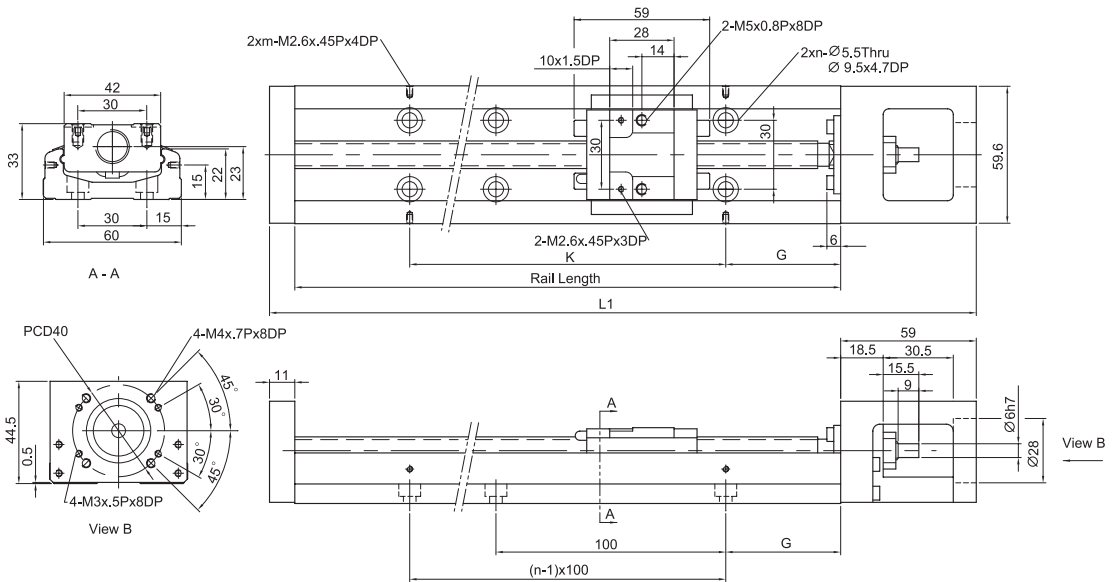 59
28
14
10x1.5DP
2-M5x0.8Px8DP
2xm-M2.6x.45Px4DP
2xn-Ø5.5Thru
Ø 9.5x4.7DP
42
30
33
15
22
23
30
15
60
A - A
30
30
59.6
2-M2.6x.45Px3DP
6
K
G
Rail Length
L1
PCD40
4-M4x.7Px8DP
45°
30°
30°
45°
44.5
0.5
4-M3x.5Px8DP
View B
11
A
A
59
18.5
30.5
15.5
9
Ø6h7
Ø28
View B
100
G
(n-1)x100